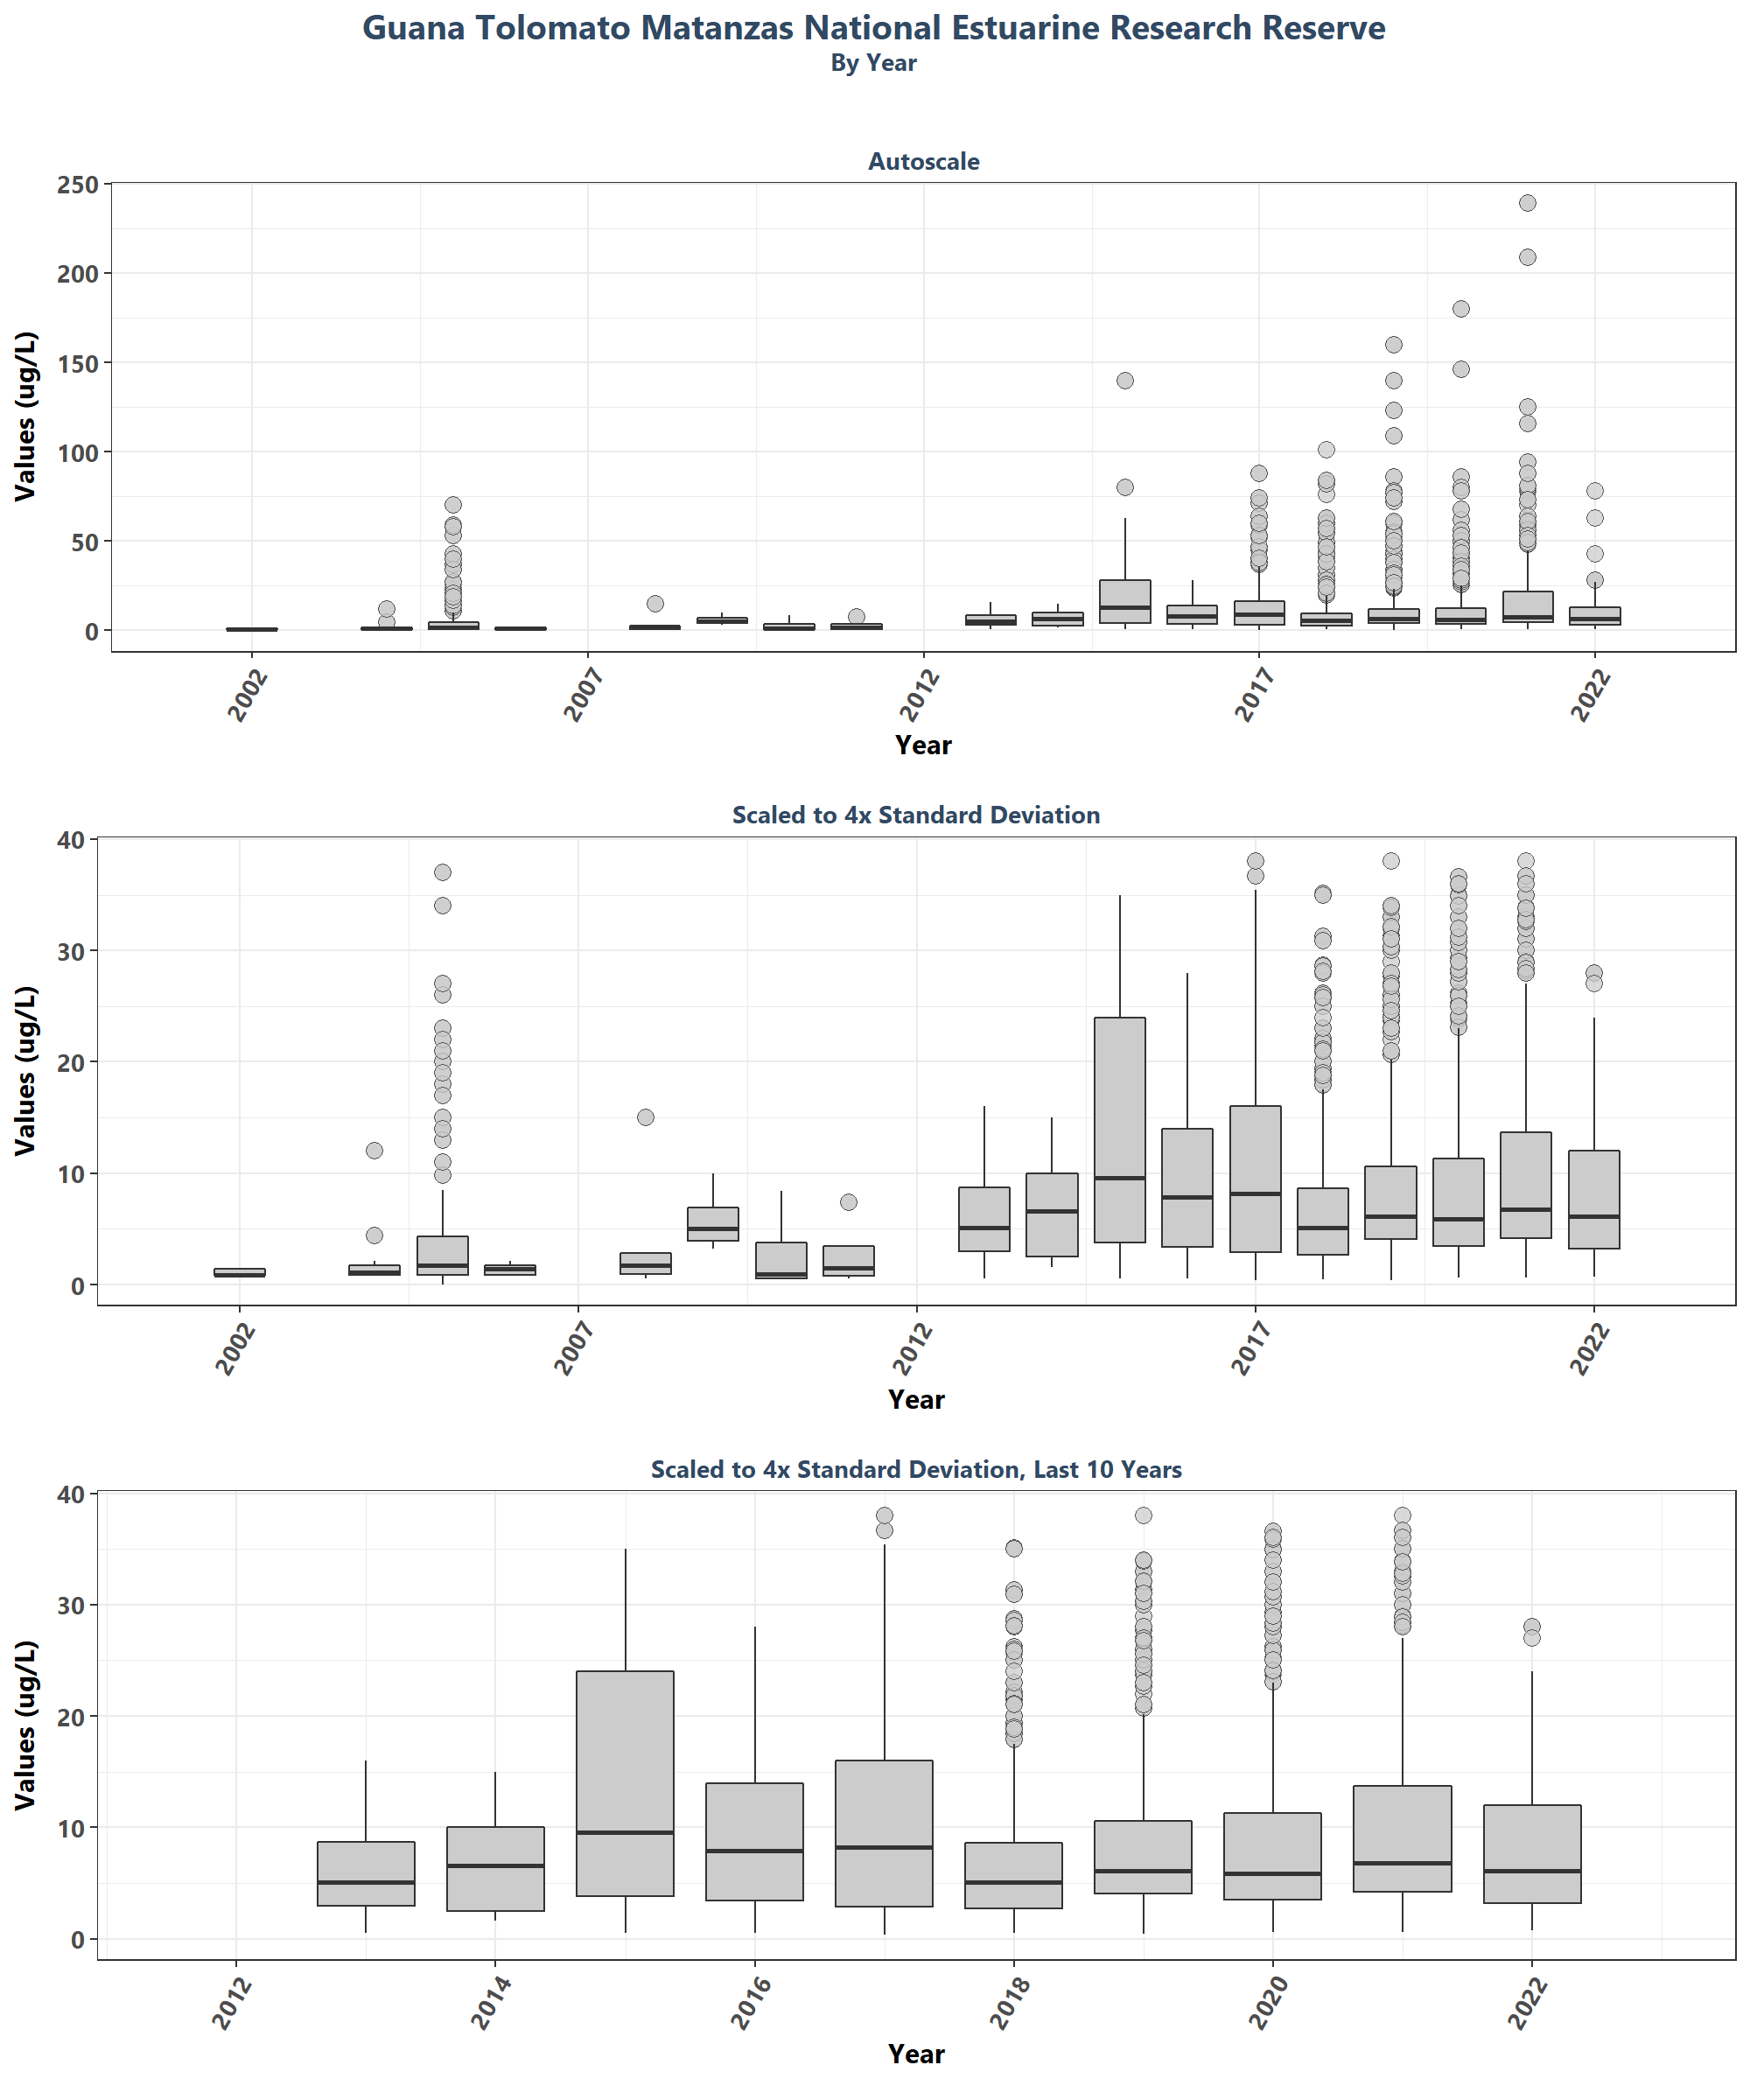 Guana Tolomato Matanzas National Estuarine Research Reserve
By Year
Autoscale
Values (ug/L)
250
200
150
100
50
0
2002
2007
2012
2017
2022
Year
Scaled to 4x Standard Deviation
Values (ug/L)
40
30
20
10
0
2002
2007
2012
2017
2022
Year
Scaled to 4x Standard Deviation, Last 10 Years
Values (ug/L)
40
30
20
10
0
2012
2014
2016
2018
2020
2022
Year